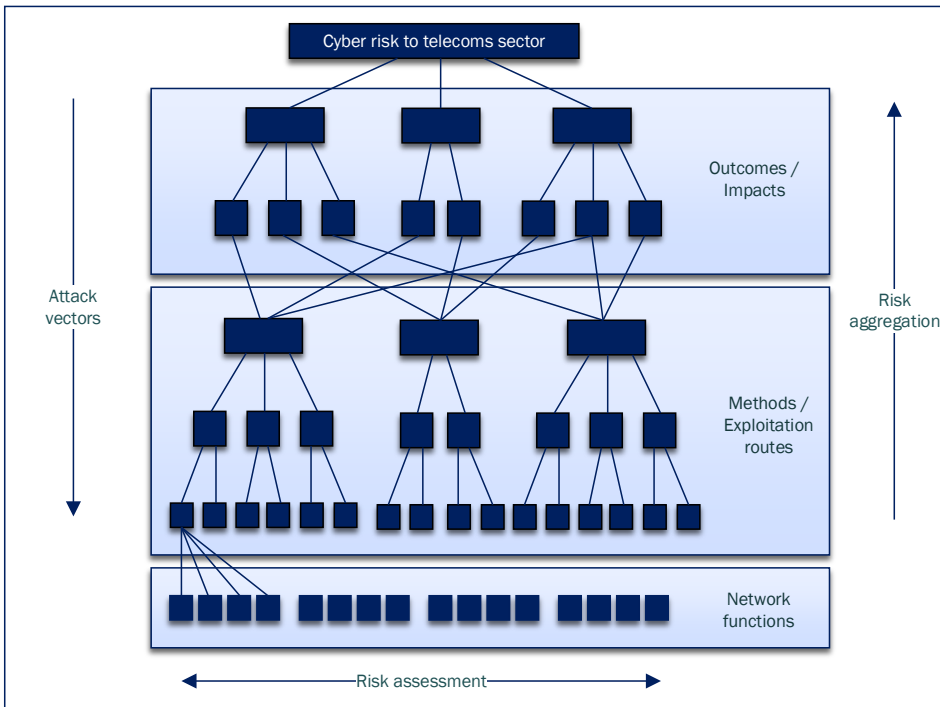 Cyber risk to telecoms sector
Outcomes /
Impacts
Attack
vectors
Risk
aggregation
Methods /
Exploitation
routes
Network
functions
Risk assessment